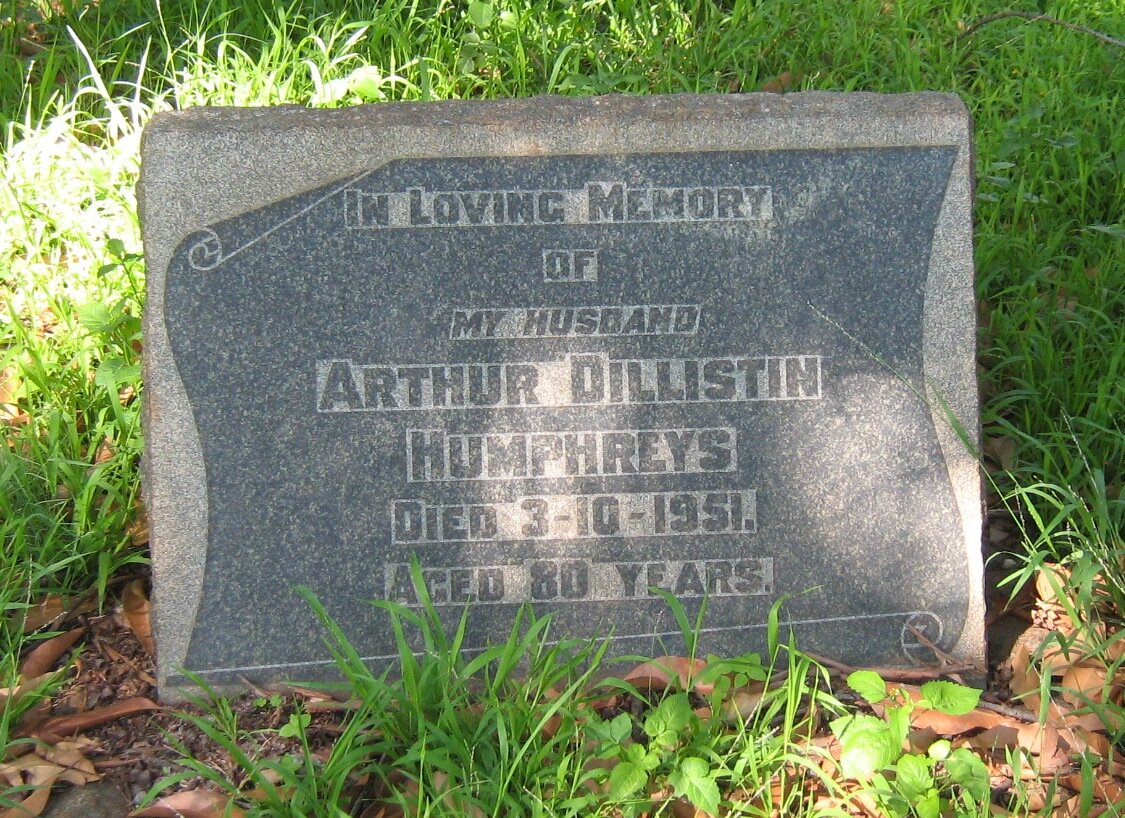 In Loving Memory
OF
MY HUSBAND
Arthur Dillistin
Humphreys
Died 3-10-1951.
Aged 80 years.